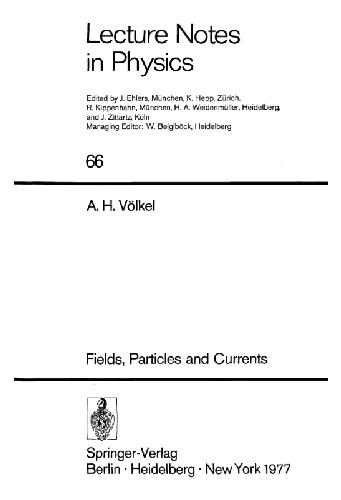 Lecture Notes
in Physics
Edited by J. Ehlers, München, K. Hepp, Zürich,
R. Kippenhahn, München, H. A. Weidenmüller, Heidelberg,
and J. Zittartz, Köln
Managing Editor: W. Beiglböck, Heidelberg
66
A. H. Völkel
Fields, Particles and Currents
Springer-Verlag
Berlin · Heidelberg · New York 1977